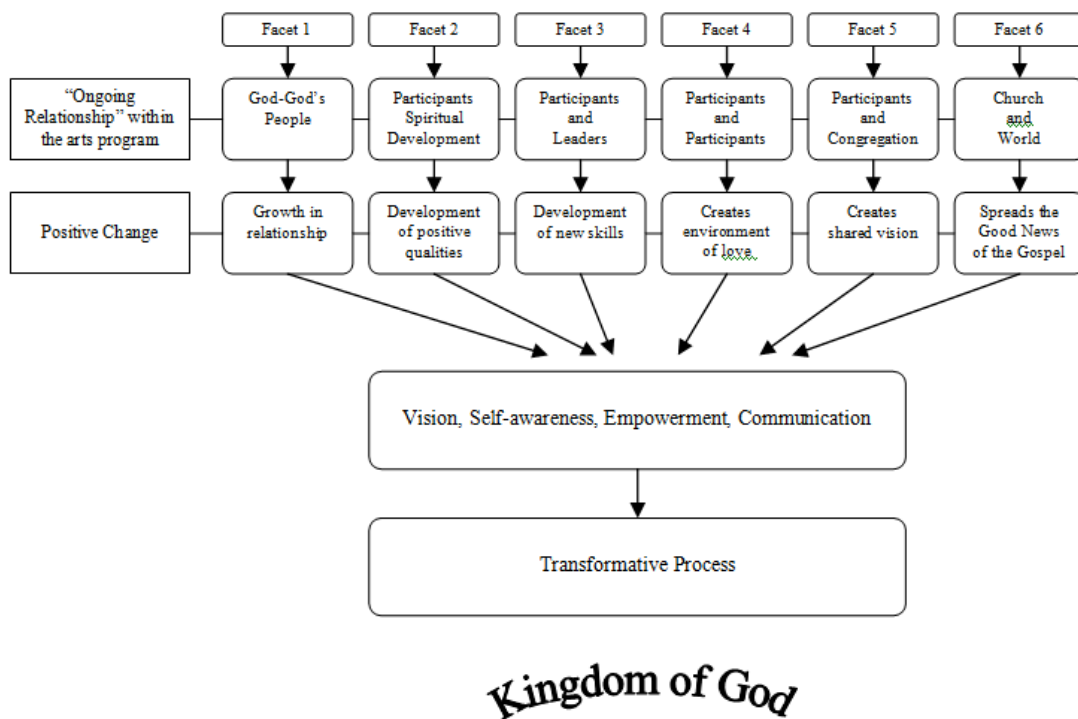 Facet 1
Facet 2
Facet 3
Facet 4
Facet 5
Facet 6
“Ongoing
Relationship” within
the arts program
God-God’s
People
Participants
Spiritual
Development
Participants
and
Leaders
Participants
and
Participants
Participants
and
Congregation
Church
and
World
Positive Change
Growth in
relationship
Development
of positive
qualities
Development
of new skills
Creates
environment
of love
Creates
shared vision
Spreads the
Good News
of the Gospel
Vision, Self-awareness, Empowerment, Communication
Transformative Process
Kingdom of God